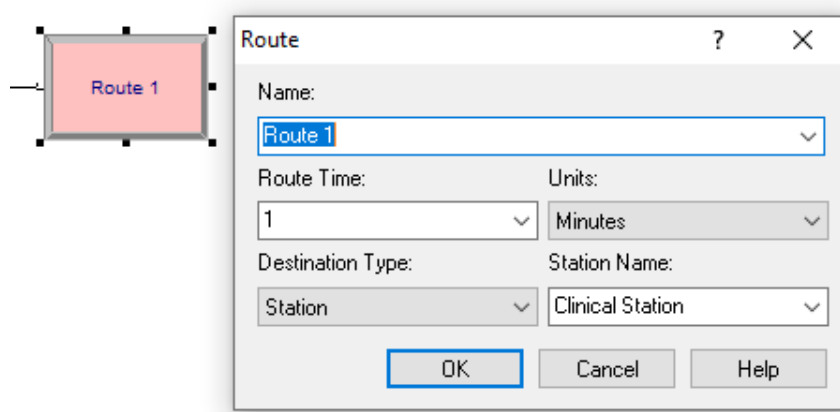 Route 1
Route ? X
Name:
Route 1
Route Time: Units:
1 Minutes
Destination Type: Station Name:
Station Clinical Station
OK Cancel Help